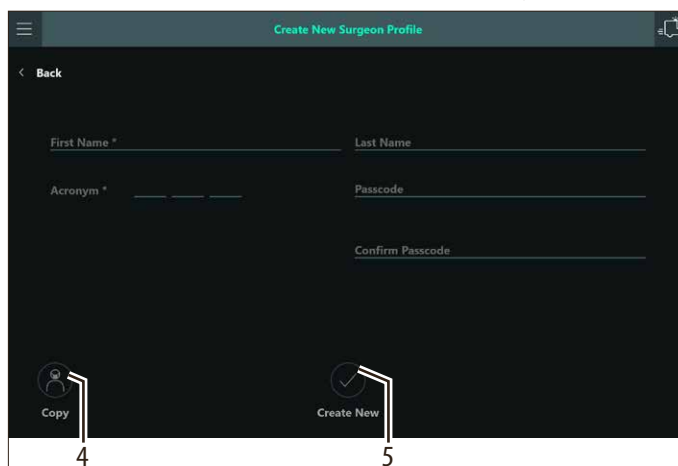 Create New Surgeon Profile
Back
First Name * Last Name
Acronym * Passcode
Confirm Passcode
Copy Create New
4 5